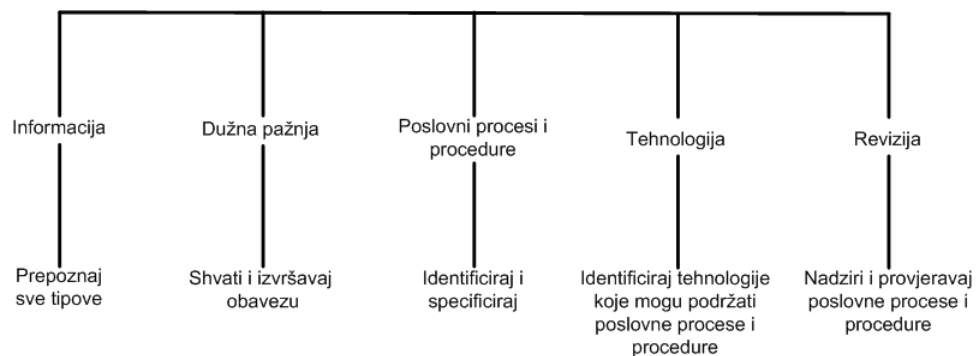 Informacija
Dužna pažnja
Poslovni procesi i
procedure
Tehnologija
Revizija
Prepoznaj
sve tipove
Shvati i izvršavaj
obavezu
Identificiraj i
specificiraj
Identificiraj tehnologije
koje mogu podržati
poslovne procese i
procedure
Nadziri i provjeravaj
poslovne procese i
procedure